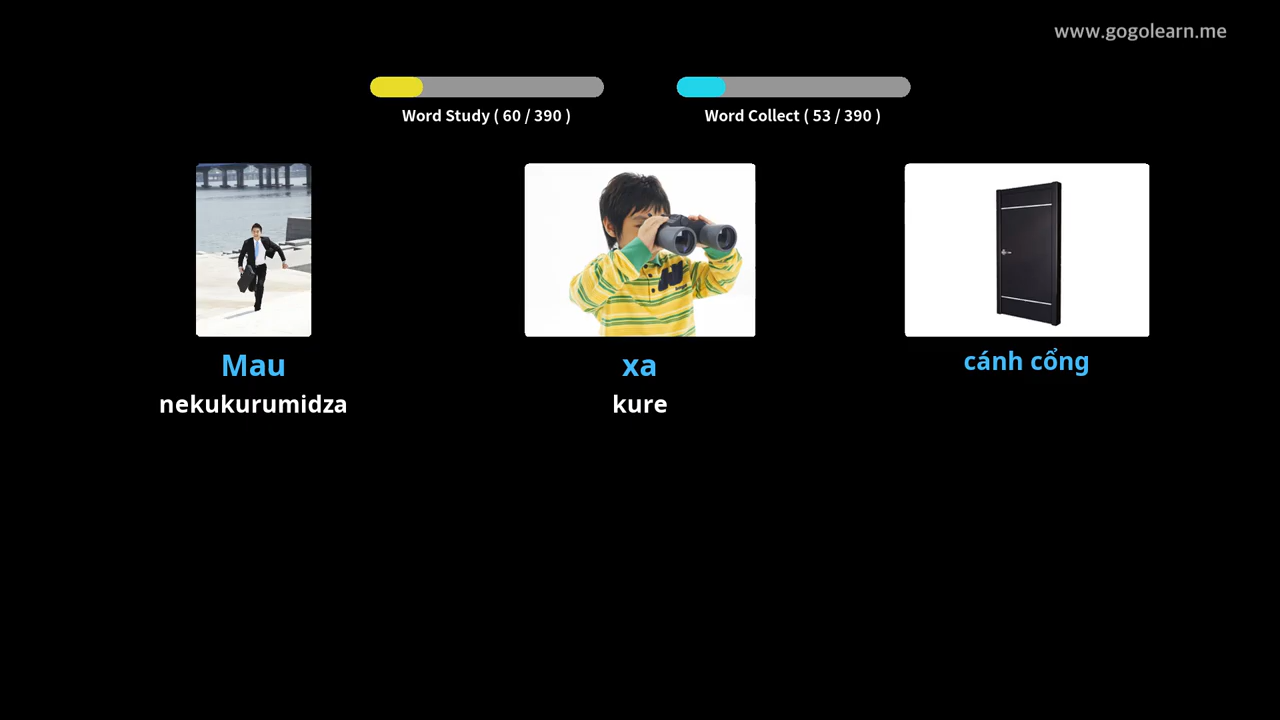 www.gogolearn.me
Word Study ( 60 / 390 )
Word Collect ( 53 / 390 )
Mau
nekukurumidza
xa
kure
cánh cổng